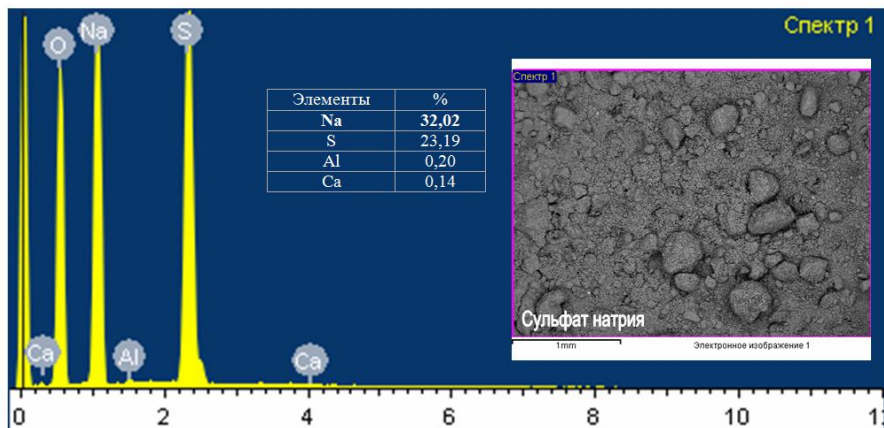 Спектр 1
O
Na
S
Элементы %
Na 32,02
S 23,19
Al 0,20
Ca 0,14
Спектр 1
Сульфат натрия
1mm
Электронное изображение 1
Ca
Al
Ca
0 2 4 6 8 10